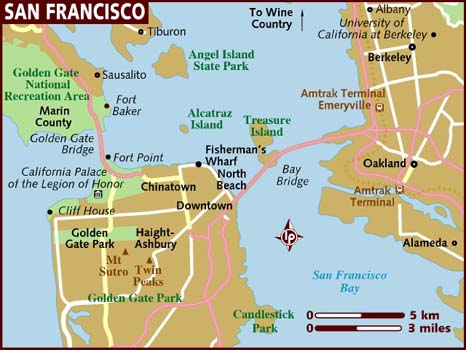 SAN FRANCISCO
Tiburon
To Wine
Country
Albany
University of
California at Berkeley
Berkeley
Angel Island
State Park
Golden Gate
National
Recreation Area
Sausalito
Marin
County
Fort
Baker
Alcatraz
Island
Treasure
Island
Amtrak Terminal
Emeryville
Golden Gate
Bridge
Fort Point
Fisherman's
Wharf
North
Beach
Bay
Bridge
Oakland
California Palace
of the Legion of Honor
Chinatown
Amtrak
Terminal
Cliff House
Downtown
Golden
Gate Park
Haight-
Ashbury
Alameda
Mt
Sutro
Twin
Peaks
LP
San Francisco
Bay
Golden Gate Park
Candlestick
Park
0 5 km
0 3 miles